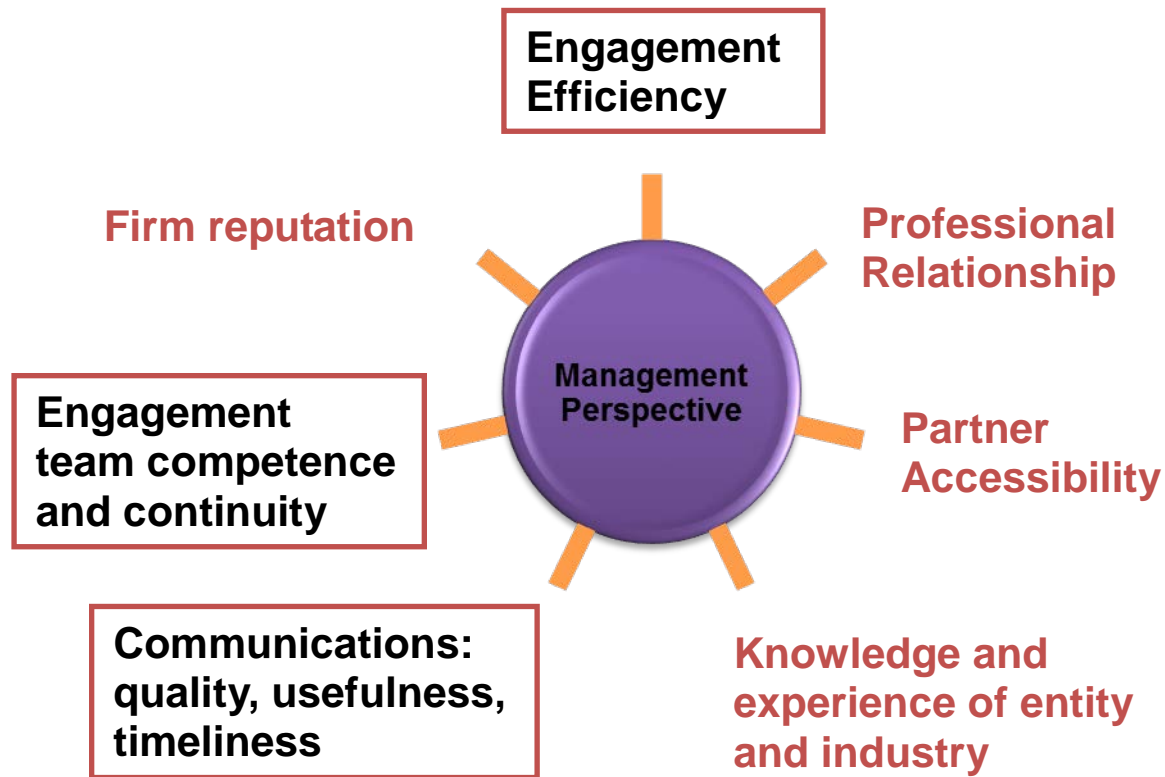 Engagement
Efficiency
Firm reputation
Professional
Relationship
Management
Perspective
Engagement
team competence
and continuity
Partner
Accessibility
Communications:
quality, usefulness,
timeliness
Knowledge and
experience of entity
and industry